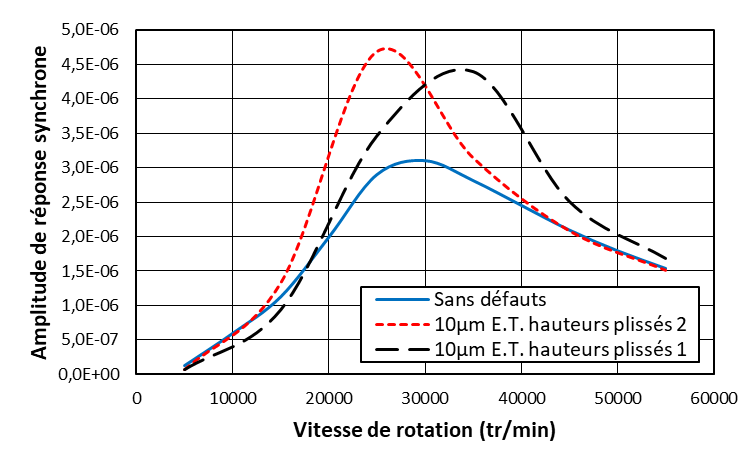 Amplitude de réponse synchrone
5,0E-06
4,5E-06
4,0E-06
3,5E-06
3,0E-06
2,5E-06
2,0E-06
1,5E-06
1,0E-06
5,0E-07
0,0E+00
Sans défauts
10µm E.T. hauteurs plissés 2
10µm E.T. hauteurs plissés 1
0 10000 20000 30000 40000 50000 60000
Vitesse de rotation (tr/min)